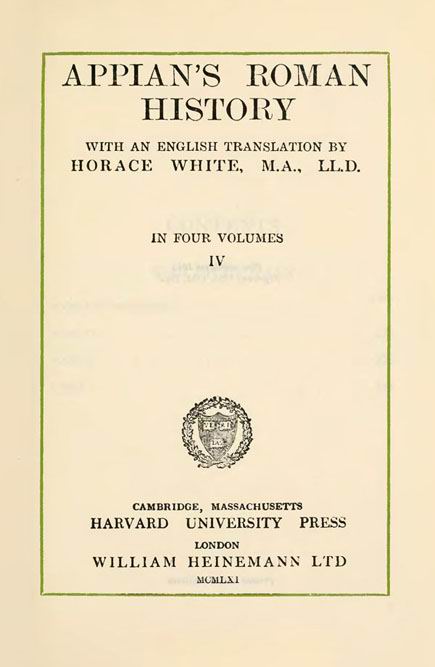 APPIAN'S ROMAN
HISTORY
WITH AN ENGLISH TRANSLATION BY
HORACE WHITE, M.A., LL.D.
IN FOUR VOLUMES
IV
CAMBRIDGE, MASSACHUSETTS
HARVARD UNIVERSITY PRESS
LONDON
WILLIAM HEINEMANN LTD
MCMLXI